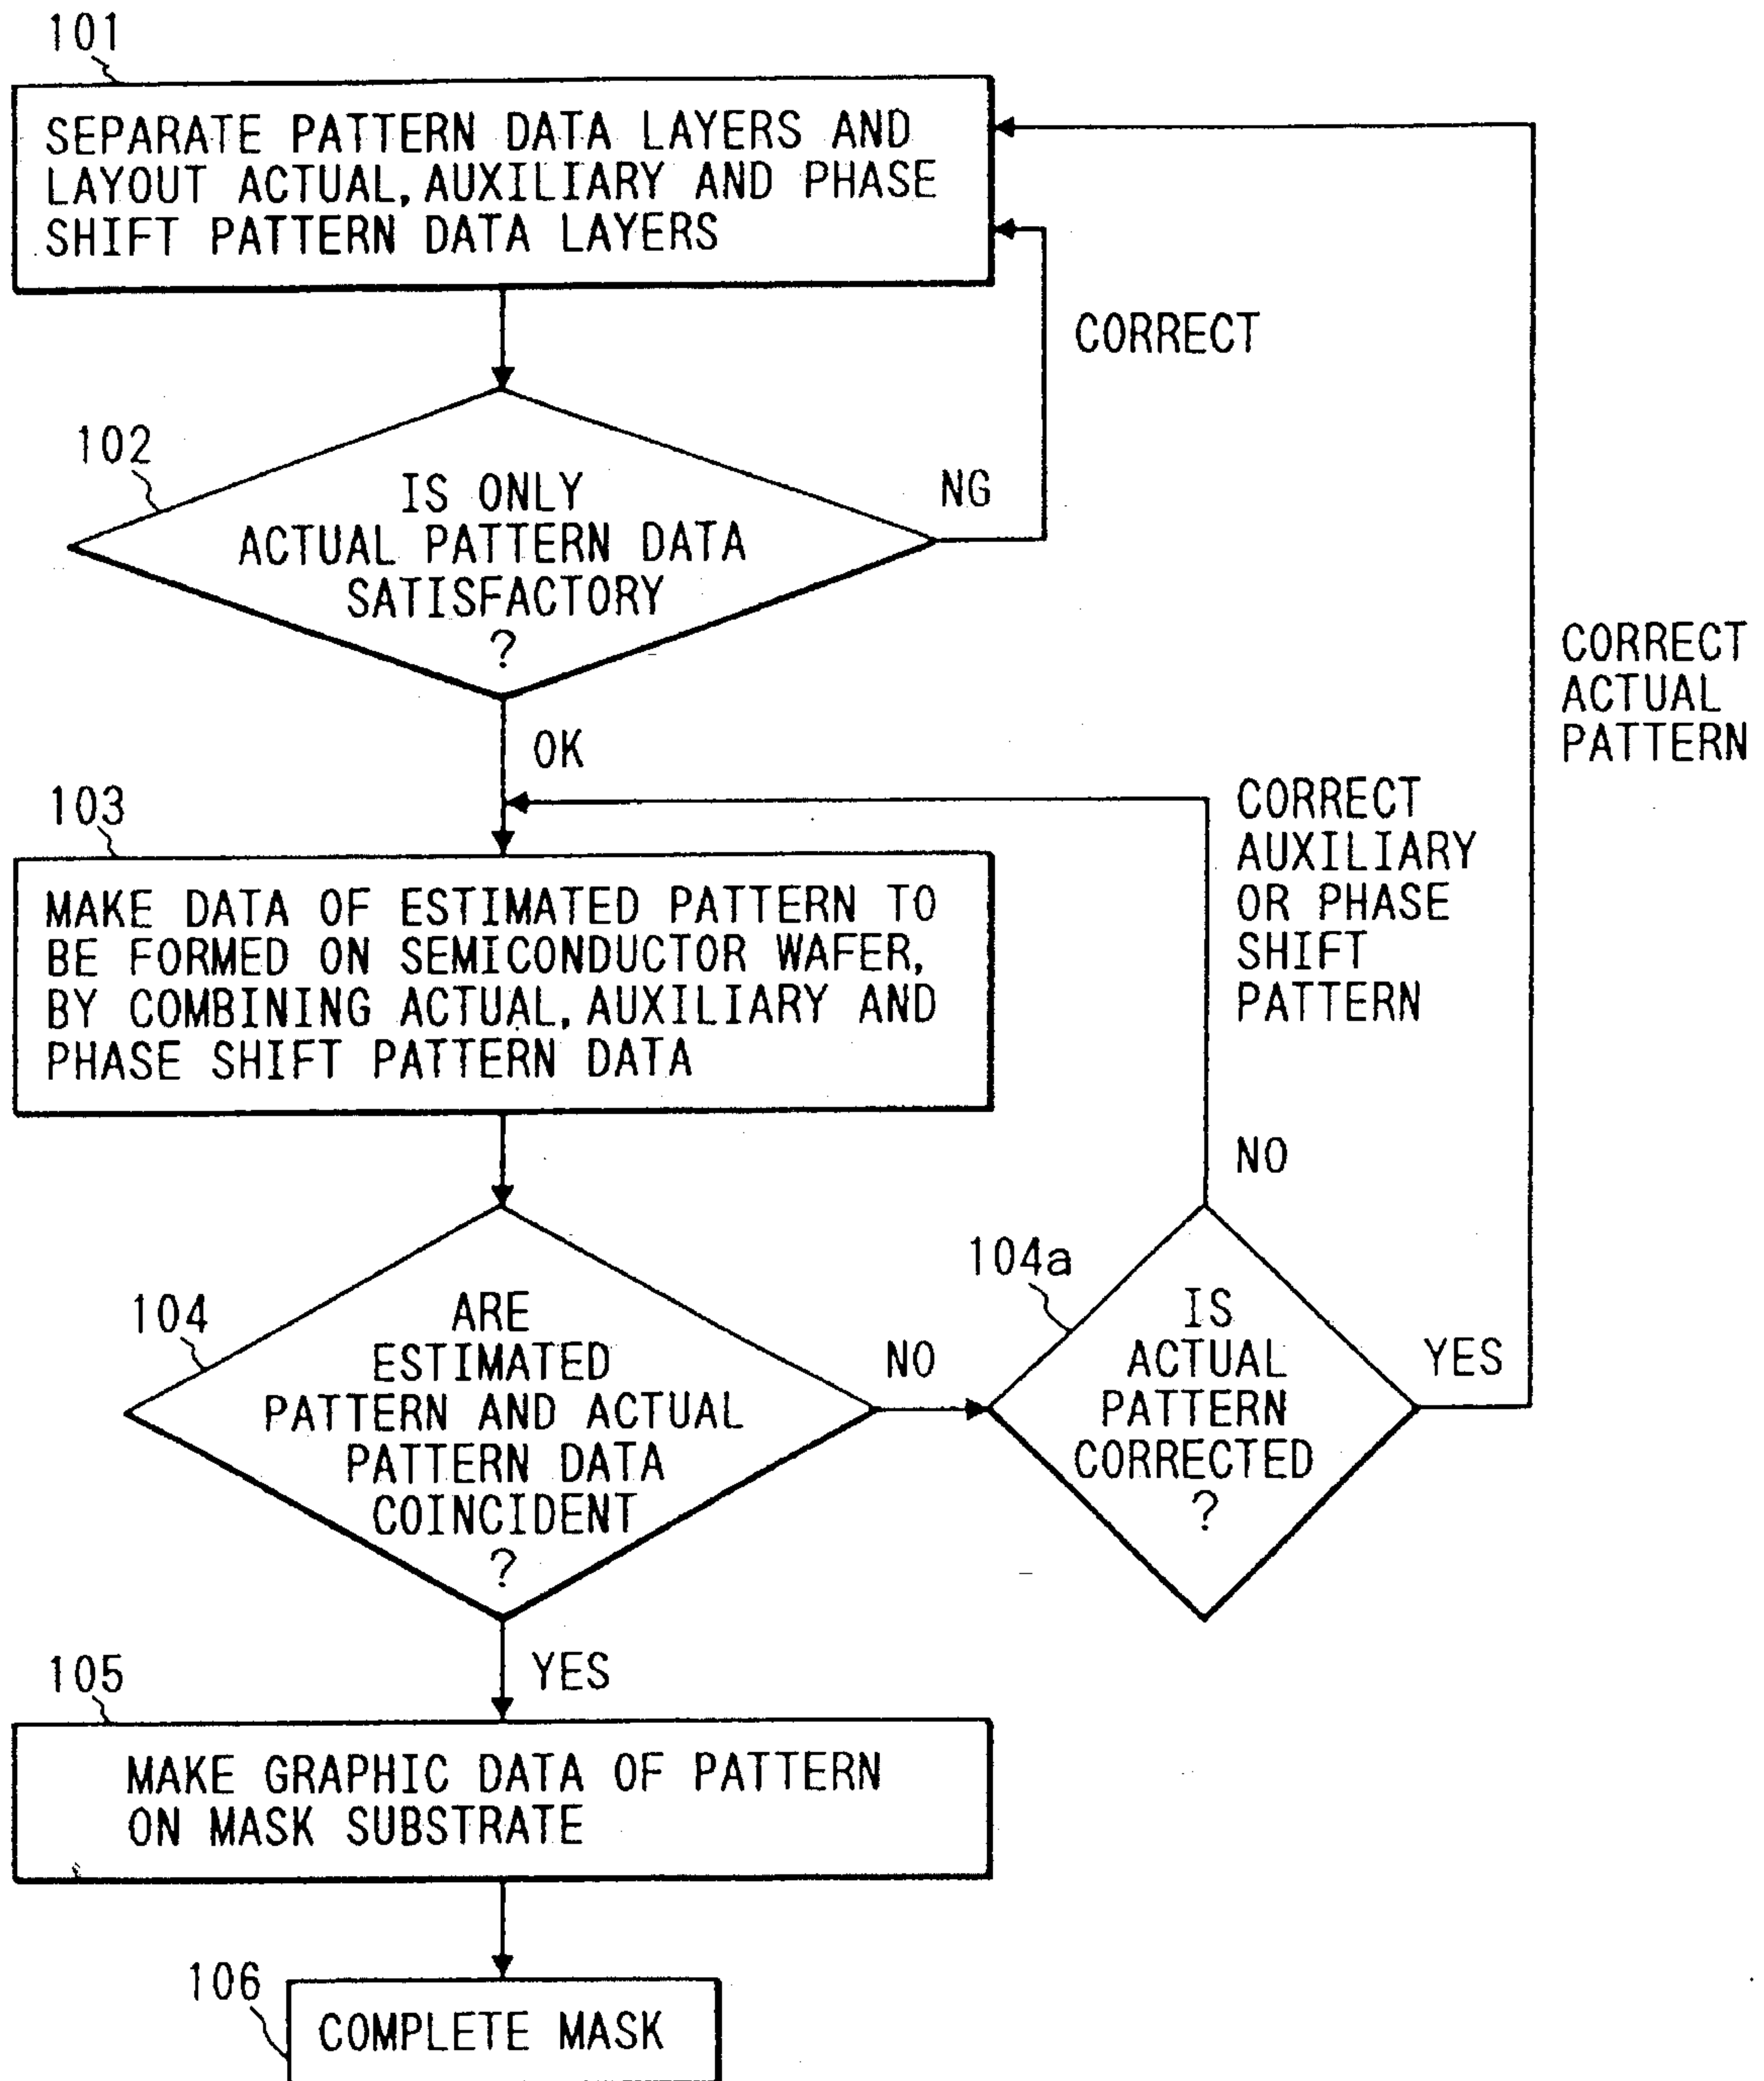 101
SEPARATE PATTERN DATA LAYERS AND
LAYOUT ACTUAL, AUXILIARY AND PHASE
SHIFT PATTERN DATA LAYERS
CORRECT
102
IS ONLY
ACTUAL PATTERN DATA
SATISFACTORY
?
NG
OK
CORRECT
ACTUAL
PATTERN
CORRECT
AUXILIARY
OR PHASE
SHIFT
PATTERN
103
MAKE DATA OF ESTIMATED PATTERN TO
BE FORMED ON SEMICONDUCTOR WAFER,
BY COMBINING ACTUAL, AUXILIARY AND
PHASE SHIFT PATTERN DATA
NO
104
ARE
ESTIMATED
PATTERN AND ACTUAL
PATTERN DATA
COINCIDENT
?
NO
104a
IS
ACTUAL
PATTERN
CORRECTED
?
YES
YES
105
MAKE GRAPHIC DATA OF PATTERN
ON MASK SUBSTRATE
106
COMPLETE MASK